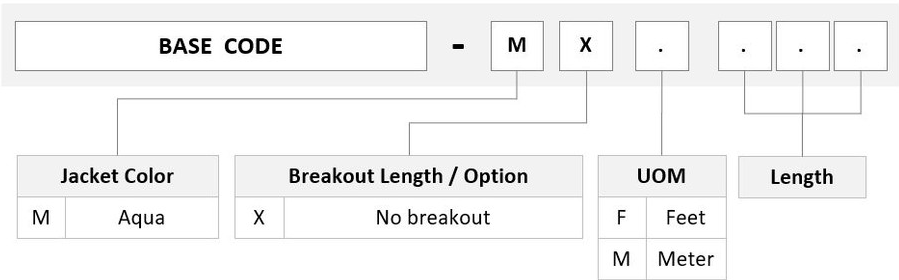 BASE CODE - M X . . . .
Jacket Color
M Aqua
Breakout Length / Option
X No breakout
UOM
F Feet
M Meter
Length